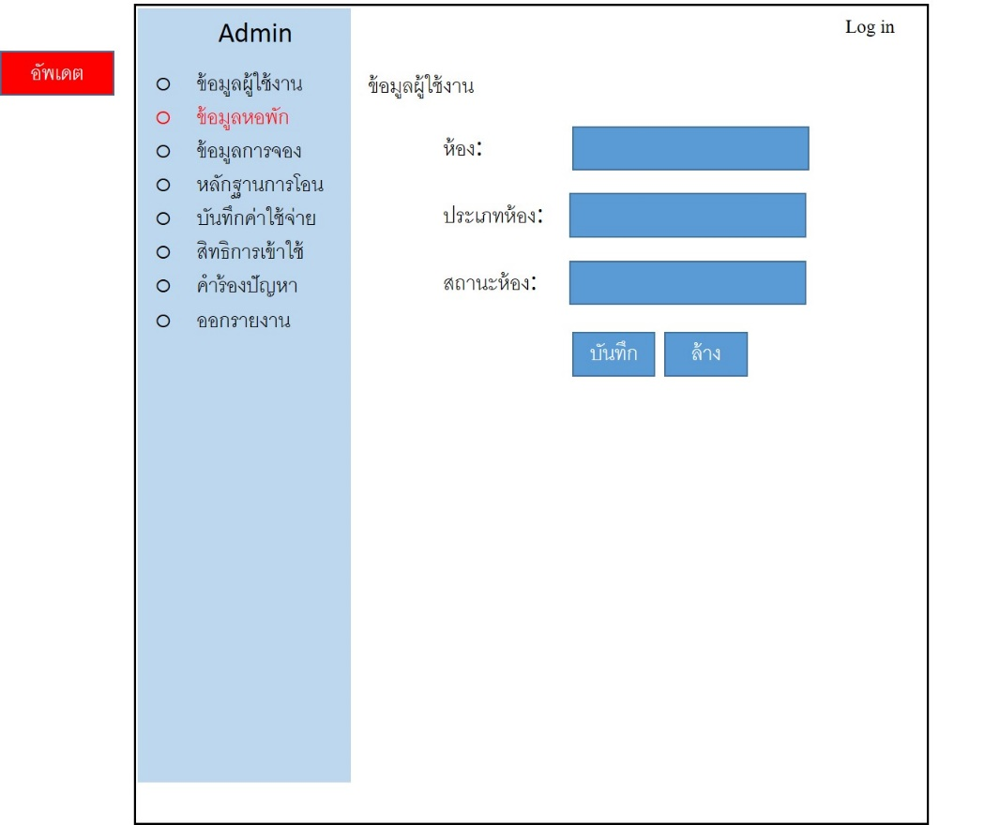 อัพเดต
Admin
ข้อมูลผู้ใช้งาน
ข้อมูลหอพัก
ข้อมูลการจอง
หลักฐานการโอน
บันทึกค่าใช้จ่าย
สิทธิการเข้าใช้
คำร้องปัญหา
ออกรายงาน
Log in
ข้อมูลผู้ใช้งาน
ห้อง:
ประเภทห้อง:
สถานะห้อง:
บันทึก ล้าง